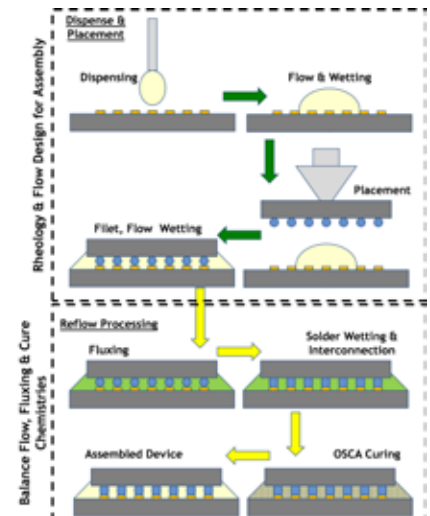 Dispense &
Placement
Dispensing
Flow & Wetting
Placement
Filet, Flow Wetting
Rheology & Flow Design for Assembly
Reflow Processing
Fluxing
Solder Wetting &
Interconnection
Assembled Device
OSCA Curing
Balance Flow, Fluxing & Cure
Chemistries